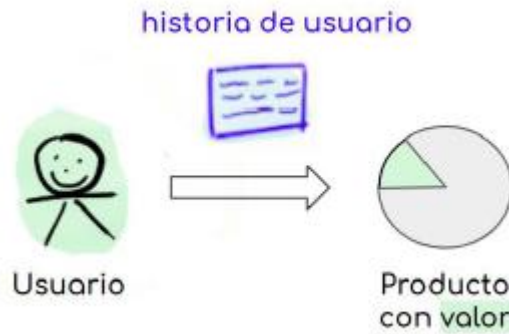 historia de usuario
Usuario
Producto
con valor